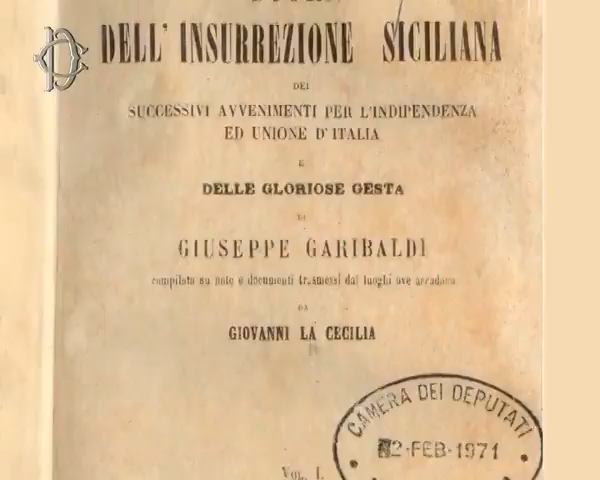 DELL' INSURREZIONE SICILIANA
DEI
SUCCESSIVI AVVENIMENTI PER L'INDIPENDENZA
ED UNIONE D'ITALIA
E
DELLE GLORIOSE GESTA
DI
GIUSEPPE GARIBALDI
compilata su note e documenti trasmessi dai luoghi ove accadano
DA
GIOVANNI LA CECILIA
CAMERA DEI DEPUTATI
2-FEB-1971
VOL. I.